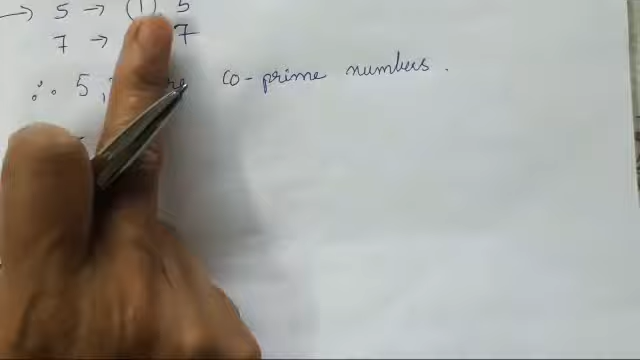 → 5 → (1) 5
7 → 7
∴ 5, co-prime numbers.